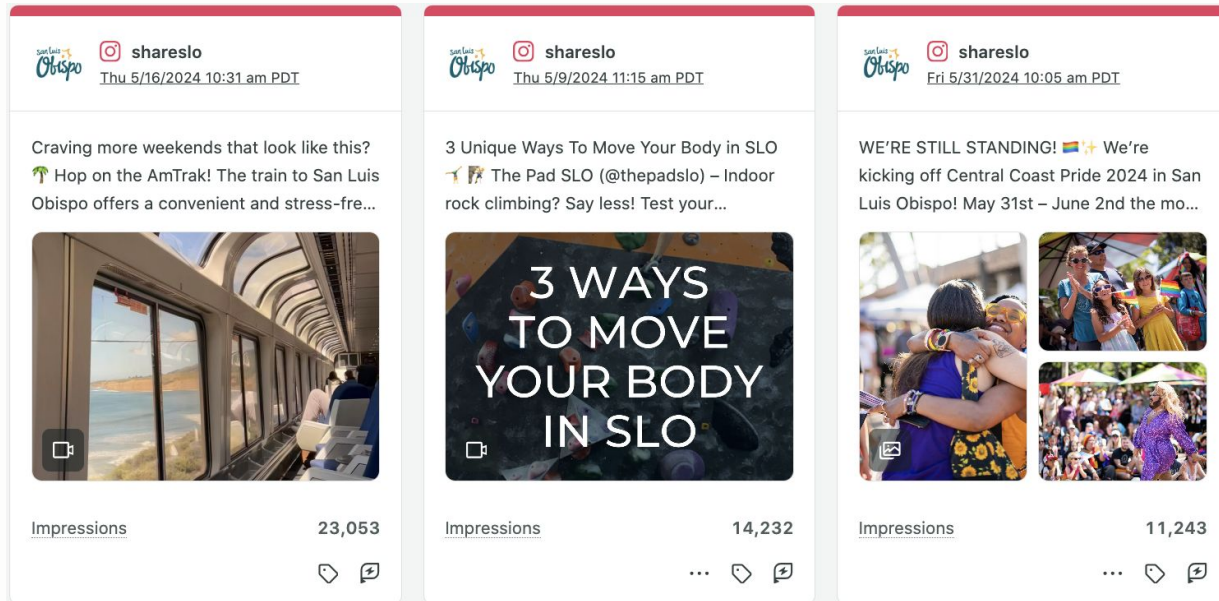 san luis
Obispo
shareslo
Thu 5/16/2024 10:31 am PDT
Craving more weekends that look like this?
🌴 Hop on the AmTrak! The train to San Luis
Obispo offers a convenient and stress-fre...
Impressions
23,053
san luis
Obispo
shareslo
Thu 5/9/2024 11:15 am PDT
3 Unique Ways To Move Your Body in SLO
🤸🧗 The Pad SLO (@thepadslo) – Indoor
rock climbing? Say less! Test your...
3 WAYS
TO MOVE
YOUR BODY
IN SLO
Impressions
14,232
san luis
Obispo
shareslo
Fri 5/31/2024 10:05 am PDT
WE’RE STILL STANDING! 🏳️‍🌈✨ We’re
kicking off Central Coast Pride 2024 in San
Luis Obispo! May 31st – June 2nd the mo...
Impressions
11,243